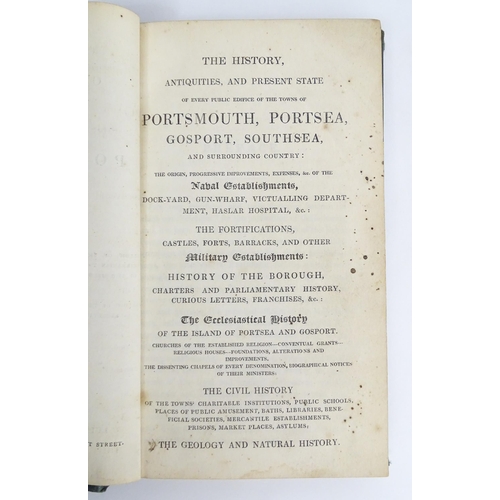 THE HISTORY,
ANTIQUITIES, AND PRESENT STATE
OF EVERY PUBLIC EDIFICE OF THE TOWNS OF
PORTSMOUTH, PORTSEA,
GOSPORT, SOUTHSEA,
AND SURROUNDING COUNTRY:
THE ORIGIN, PROGRESSIVE IMPROVEMENTS, EXPENSES, &c. OF THE
Naval Establishments,
DOCK-YARD, GUN-WHARF, VICTUALLING DEPART-
MENT, HASLAR HOSPITAL, &c.:
THE FORTIFICATIONS,
CASTLES, FORTS, BARRACKS, AND OTHER
Military Establishments:
HISTORY OF THE BOROUGH,
CHARTERS AND PARLIAMENTARY HISTORY,
CURIOUS LETTERS, FRANCHISES, &c.:
The Ecclesiastical History
OF THE ISLAND OF PORTSEA AND GOSPORT.
CHURCHES OF THE ESTABLISHED RELIGION—CONVENTUAL GRANTS—
RELIGIOUS HOUSES—FOUNDATIONS, ALTERATIONS AND
IMPROVEMENTS,
THE DISSENTING CHAPELS OF EVERY DENOMINATION, BIOGRAPHICAL NOTICES
OF THEIR MINISTERS:
THE CIVIL HISTORY
OF THE TOWNS' CHARITABLE INSTITUTIONS, PUBLIC SCHOOLS,
PLACES OF PUBLIC AMUSEMENT, BATHS, LIBRARIES, BENE-
FICIAL SOCIETIES, MERCANTILE ESTABLISHMENTS,
PRISONS, MARKET PLACES, ASYLUMS;
THE GEOLOGY AND NATURAL HISTORY.
STREET.